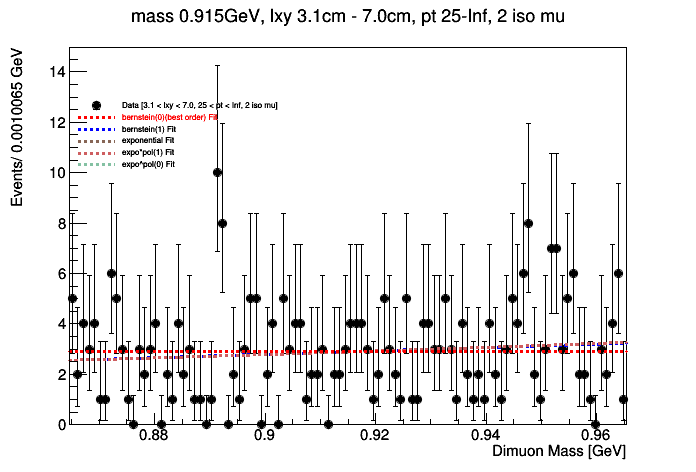 mass 0.915GeV, lxy 3.1cm - 7.0cm, pt 25-Inf, 2 iso mu
Events/ 0.0010065 GeV
14
12
10
8
6
4
2
0
Data [3.1 < lxy < 7.0, 25 < pt < Inf, 2 iso mu]
bernstein(0)(best order) Fit
bernstein(1) Fit
exponential Fit
expo*pol(1) Fit
expo^pol(0) Fit
0.88 0.9 0.92 0.94 0.96
Dimuon Mass [GeV]